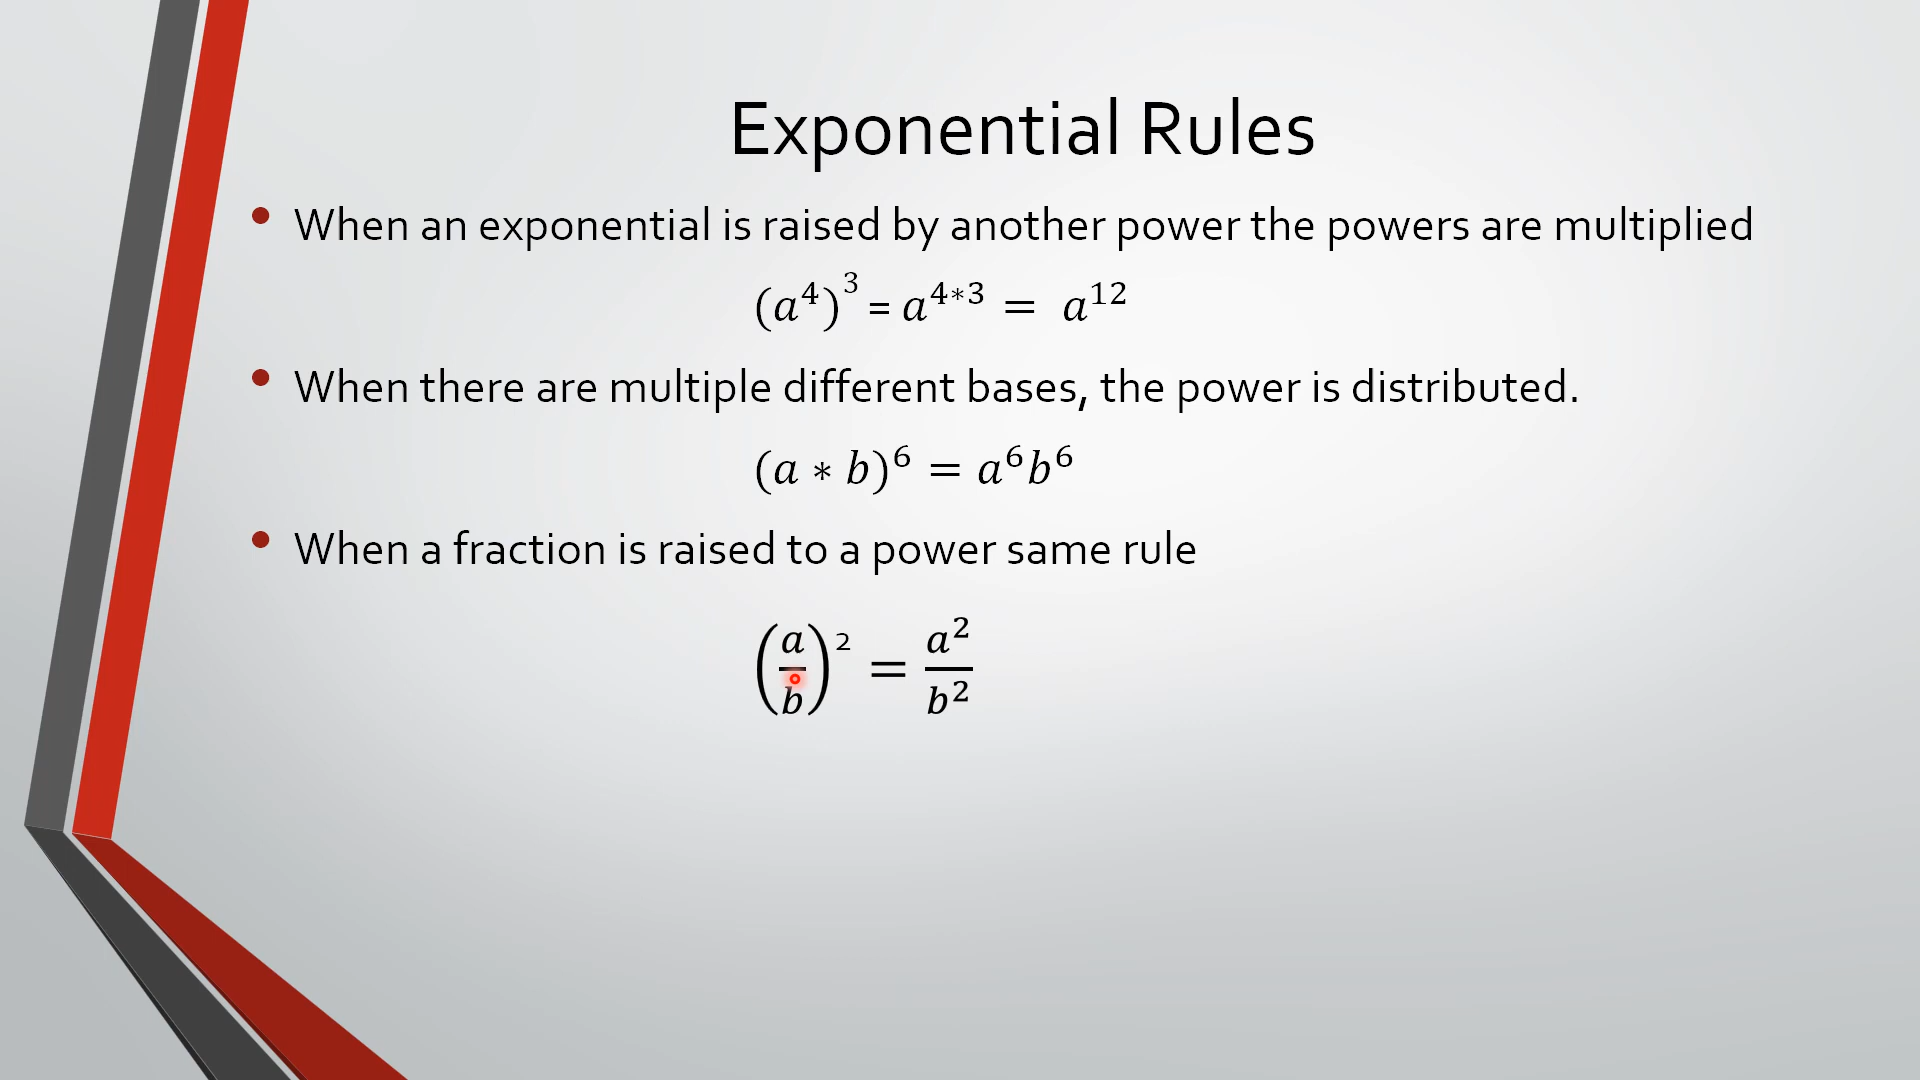 Exponential Rules
• When an exponential is raised by another power the powers are multiplied
(a⁴)³ = a⁴*³ = a¹²
• When there are multiple different bases, the power is distributed.
(a * b)⁶ = a⁶b⁶
• When a fraction is raised to a power same rule
(a/b)² = a²/b²